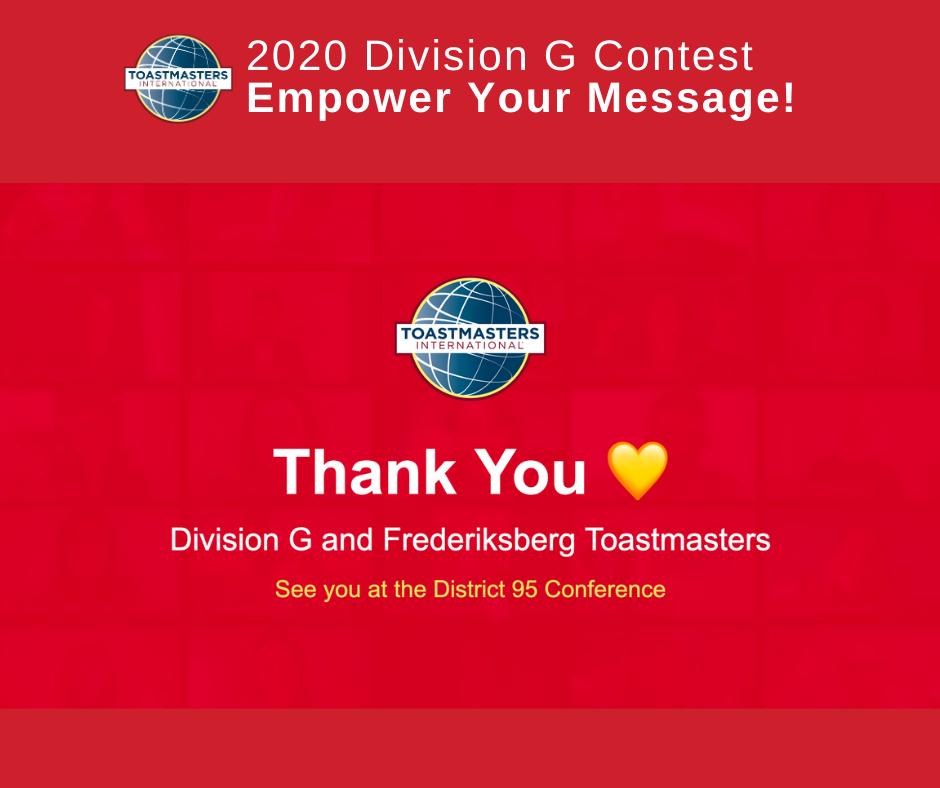 TOASTMASTERS
INTERNATIONAL
2020 Division G Contest
Empower Your Message!
TOASTMASTERS
INTERNATIONAL
Thank You 💛
Division G and Frederiksberg Toastmasters
See you at the District 95 Conference